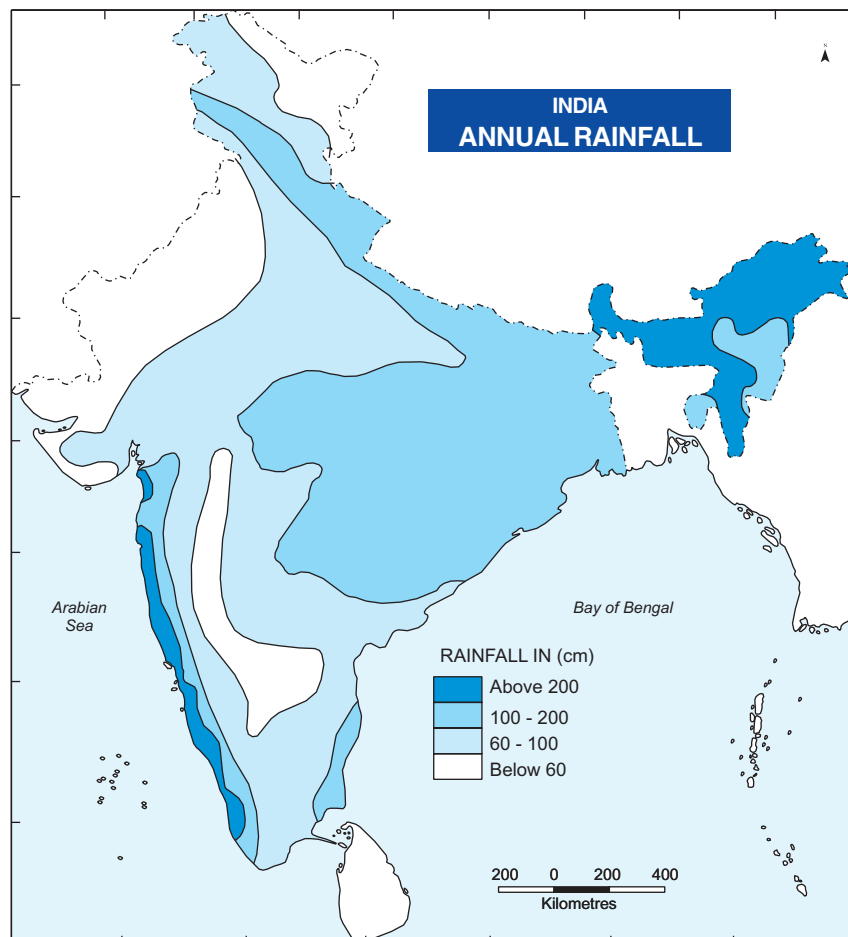 N
INDIA
ANNUAL RAINFALL
Arabian
Sea
Bay of Bengal
RAINFALL IN (cm)
Above 200
100 - 200
60 - 100
Below 60
200 0 200 400
Kilometres